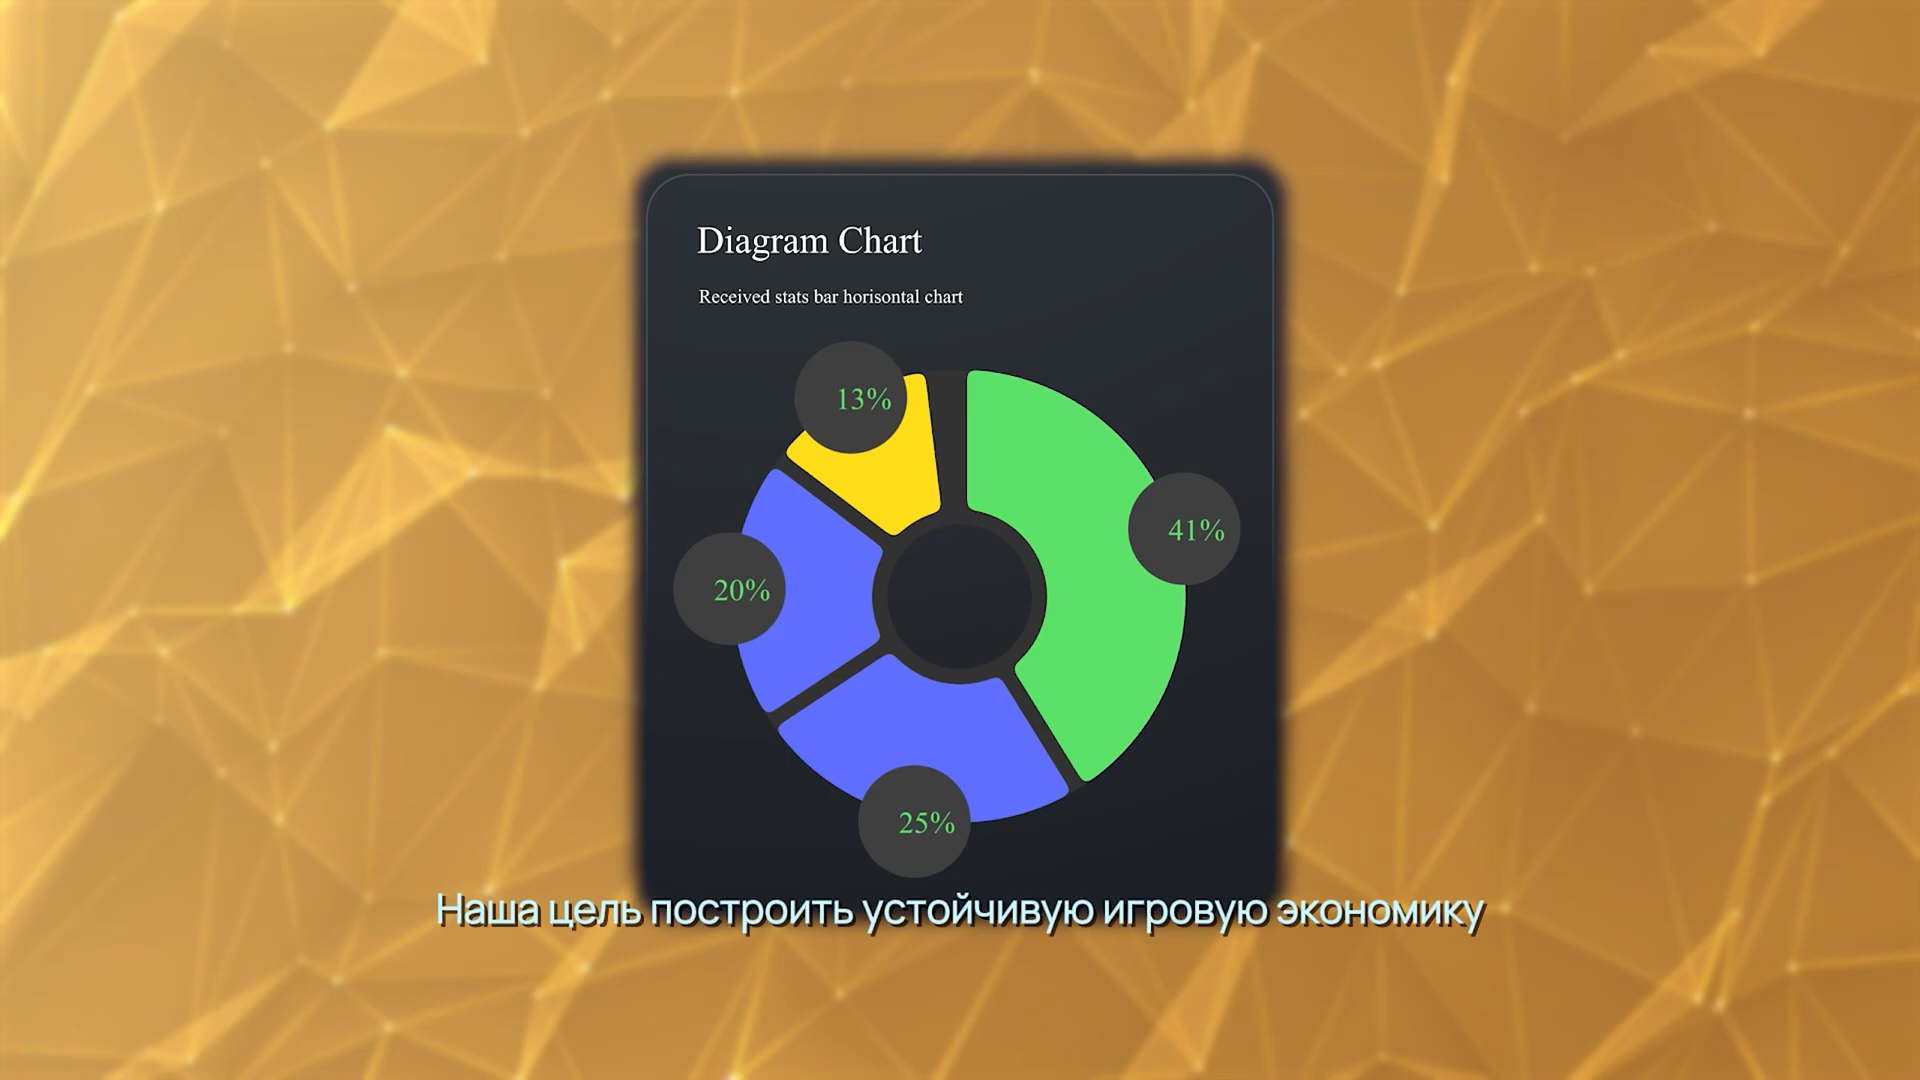 Diagram Chart
Received stats bar horisontal chart
13%
41%
20%
25%
Наша цель построить устойчивую игровую экономику